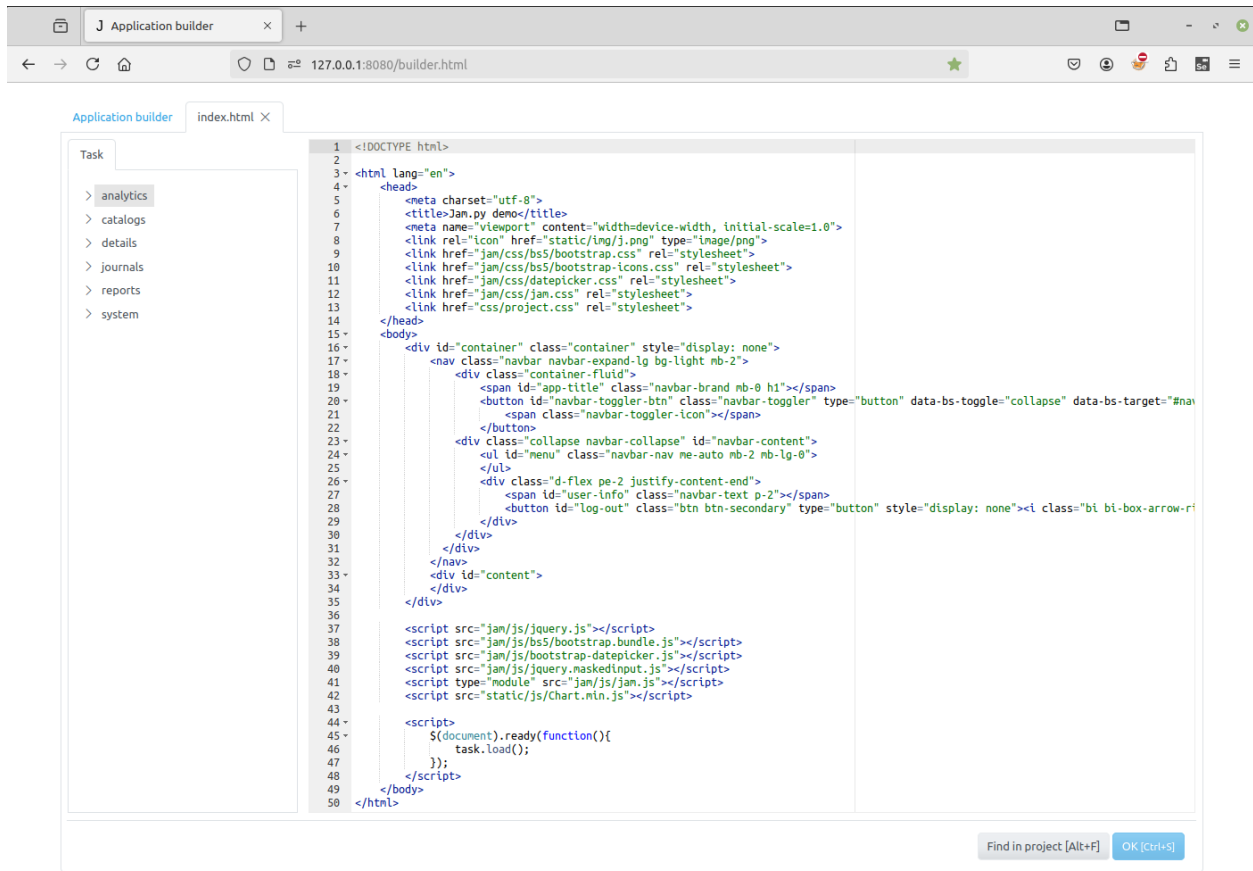 J Application builder
127.0.0.1:8080/builder.html
Application builder index.html
Task
analytics
catalogs
details
journals
reports
system
1 <!DOCTYPE html>
2
3 <html lang="en">
4 <head>
5 <meta charset="utf-8">
6 <title>Jam.py demo</title>
7 <meta name="viewport" content="width=device-width, initial-scale=1.0">
8 <link rel="icon" href="static/img/j.png" type="image/png">
9 <link href="jam/css/bs5/bootstrap.css" rel="stylesheet">
10 <link href="jam/css/bs5/bootstrap-icons.css" rel="stylesheet">
11 <link href="jam/css/datepicker.css" rel="stylesheet">
12 <link href="jam/css/jam.css" rel="stylesheet">
13 <link href="css/project.css" rel="stylesheet">
14 </head>
15 <body>
16 <div id="container" class="container" style="display: none">
17 <nav class="navbar navbar-expand-lg bg-light mb-2">
18 <div class="container-fluid">
19 <span id="app-title" class="navbar-brand mb-0 h1"></span>
20 <button id="navbar-toggler-btn" class="navbar-toggler" type="button" data-bs-toggle="collapse" data-bs-target="#nav
21 <span class="navbar-toggler-icon"></span>
22 </button>
23 <div class="collapse navbar-collapse" id="navbar-content">
24 <ul id="menu" class="navbar-nav me-auto mb-2 mb-lg-0">
25 </ul>
26 <div class="d-flex pe-2 justify-content-end">
27 <span id="user-info" class="navbar-text p-2"></span>
28 <button id="log-out" class="btn btn-secondary" type="button" style="display: none"><i class="bi bi-box-arrow-ri
29 </div>
30 </div>
31 </div>
32 </nav>
33 <div id="content">
34 </div>
35 </div>
36
37 <script src="jam/js/jquery.js"></script>
38 <script src="jam/js/bs5/bootstrap.bundle.js"></script>
39 <script src="jam/js/bootstrap-datepicker.js"></script>
40 <script src="jam/js/jquery.maskedinput.js"></script>
41 <script type="module" src="jam/js/jam.js"></script>
42 <script src="static/js/Chart.min.js"></script>
43
44 <script>
45 $(document).ready(function(){
46 task.load();
47 });
48 </script>
49 </body>
50 </html>
Find in project [Alt+F] OK [Ctrl+S]